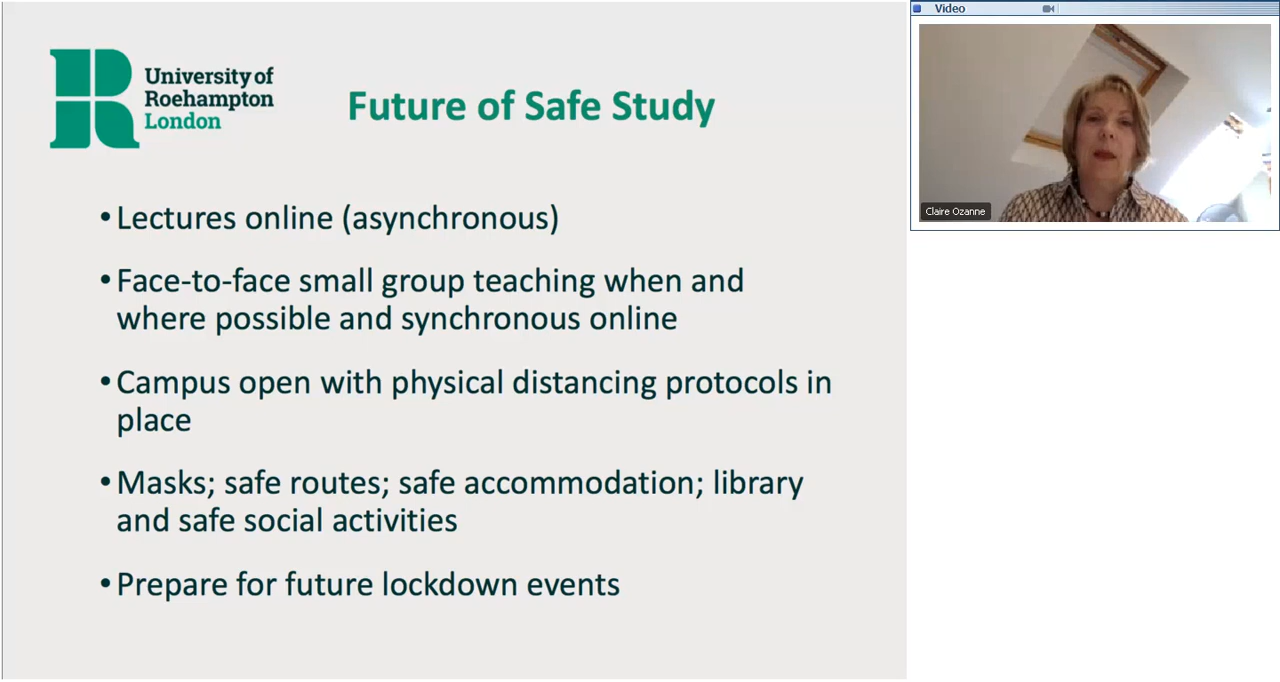 University of
Roehampton
London
Future of Safe Study
• Lectures online (asynchronous)
• Face-to-face small group teaching when and
where possible and synchronous online
• Campus open with physical distancing protocols in
place
• Masks; safe routes; safe accommodation; library
and safe social activities
• Prepare for future lockdown events
Video
Claire Ozanne